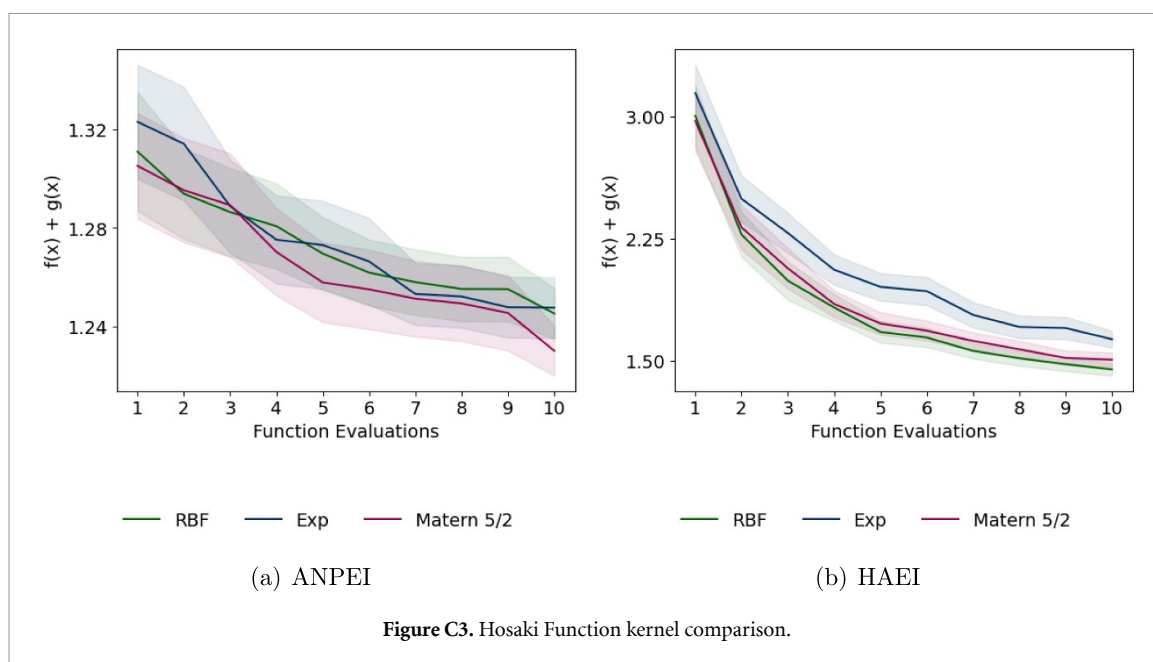 f(x) + g(x)
1.32
1.28
1.24
1 2 3 4 5 6 7 8 9 10
Function Evaluations
RBF Exp Matern 5/2
(a) ANPEI
f(x) + g(x)
3.00
2.25
1.50
1 2 3 4 5 6 7 8 9 10
Function Evaluations
RBF Exp Matern 5/2
(b) HAEI
Figure C3. Hosaki Function kernel comparison.